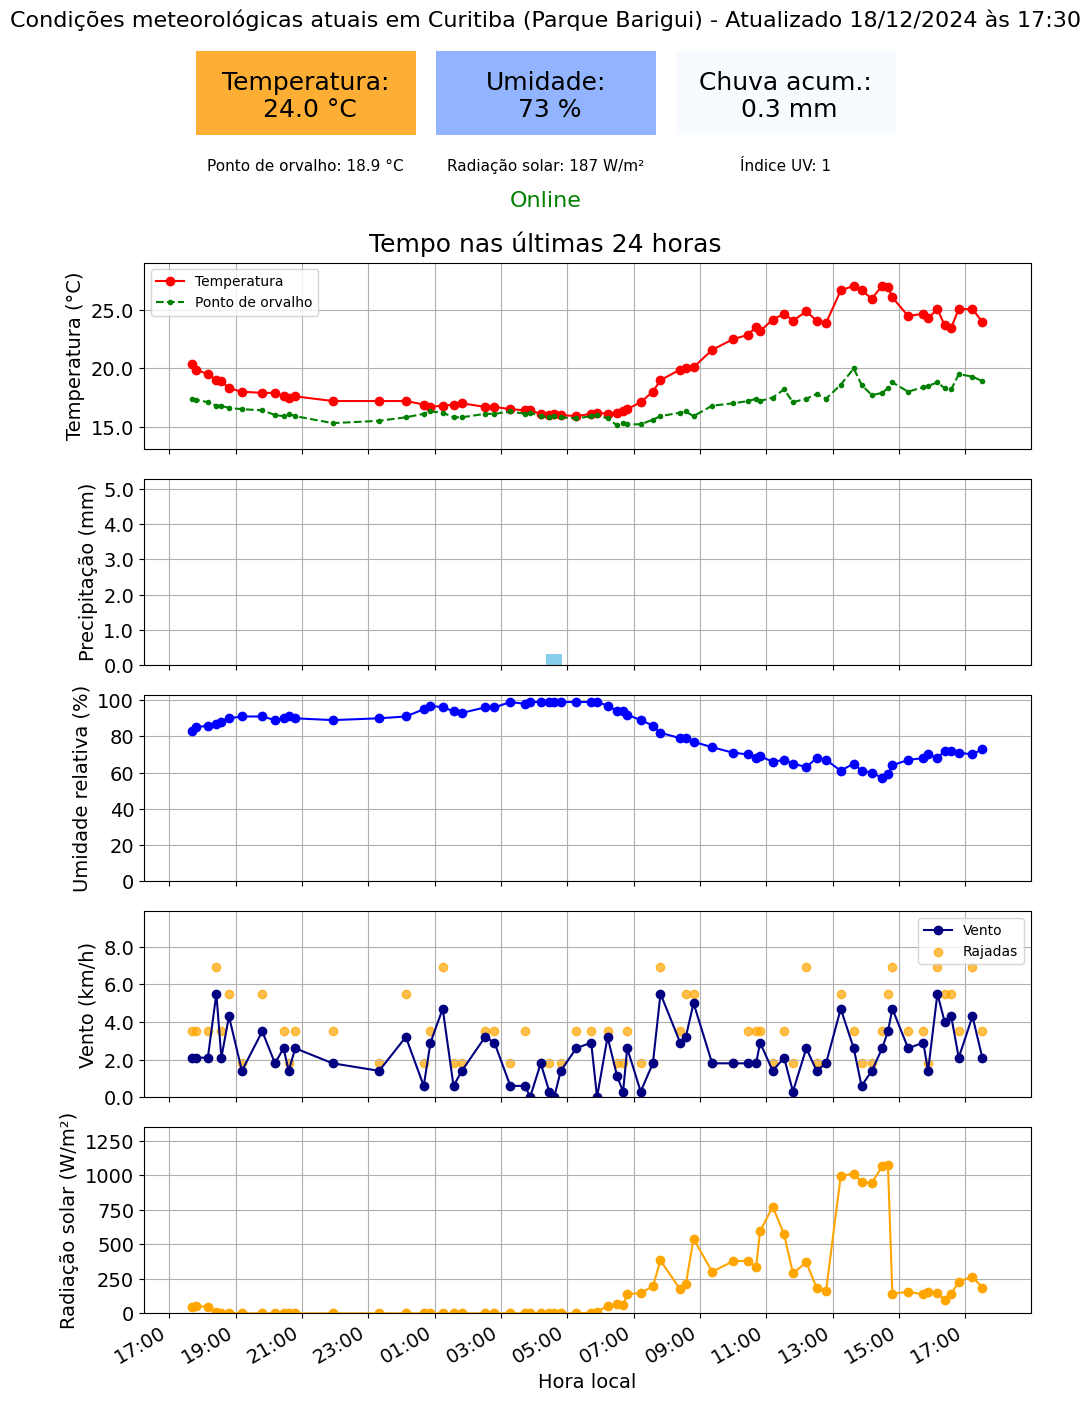 Condições meteorológicas atuais em Curitiba (Parque Barigui) - Atualizado 18/12/2024 às 17:30
Temperatura:
24.0 °C
Umidade:
73 %
Chuva acum.:
0.3 mm
Ponto de orvalho: 18.9 °C
Radiação solar: 187 W/m²
Índice UV: 1
Online
Tempo nas últimas 24 horas
Temperatura (°C)
25.0
20.0
15.0
Temperatura
Ponto de orvalho
Precipitação (mm)
5.0
4.0
3.0
2.0
1.0
0.0
Umidade relativa (%)
100
80
60
40
20
0
Vento (km/h)
8.0
6.0
4.0
2.0
0.0
Vento
Rajadas
Radiação solar (W/m²)
1250
1000
750
500
250
0
17:00
19:00
21:00
23:00
01:00
03:00
05:00
07:00
09:00
11:00
13:00
15:00
17:00
Hora local